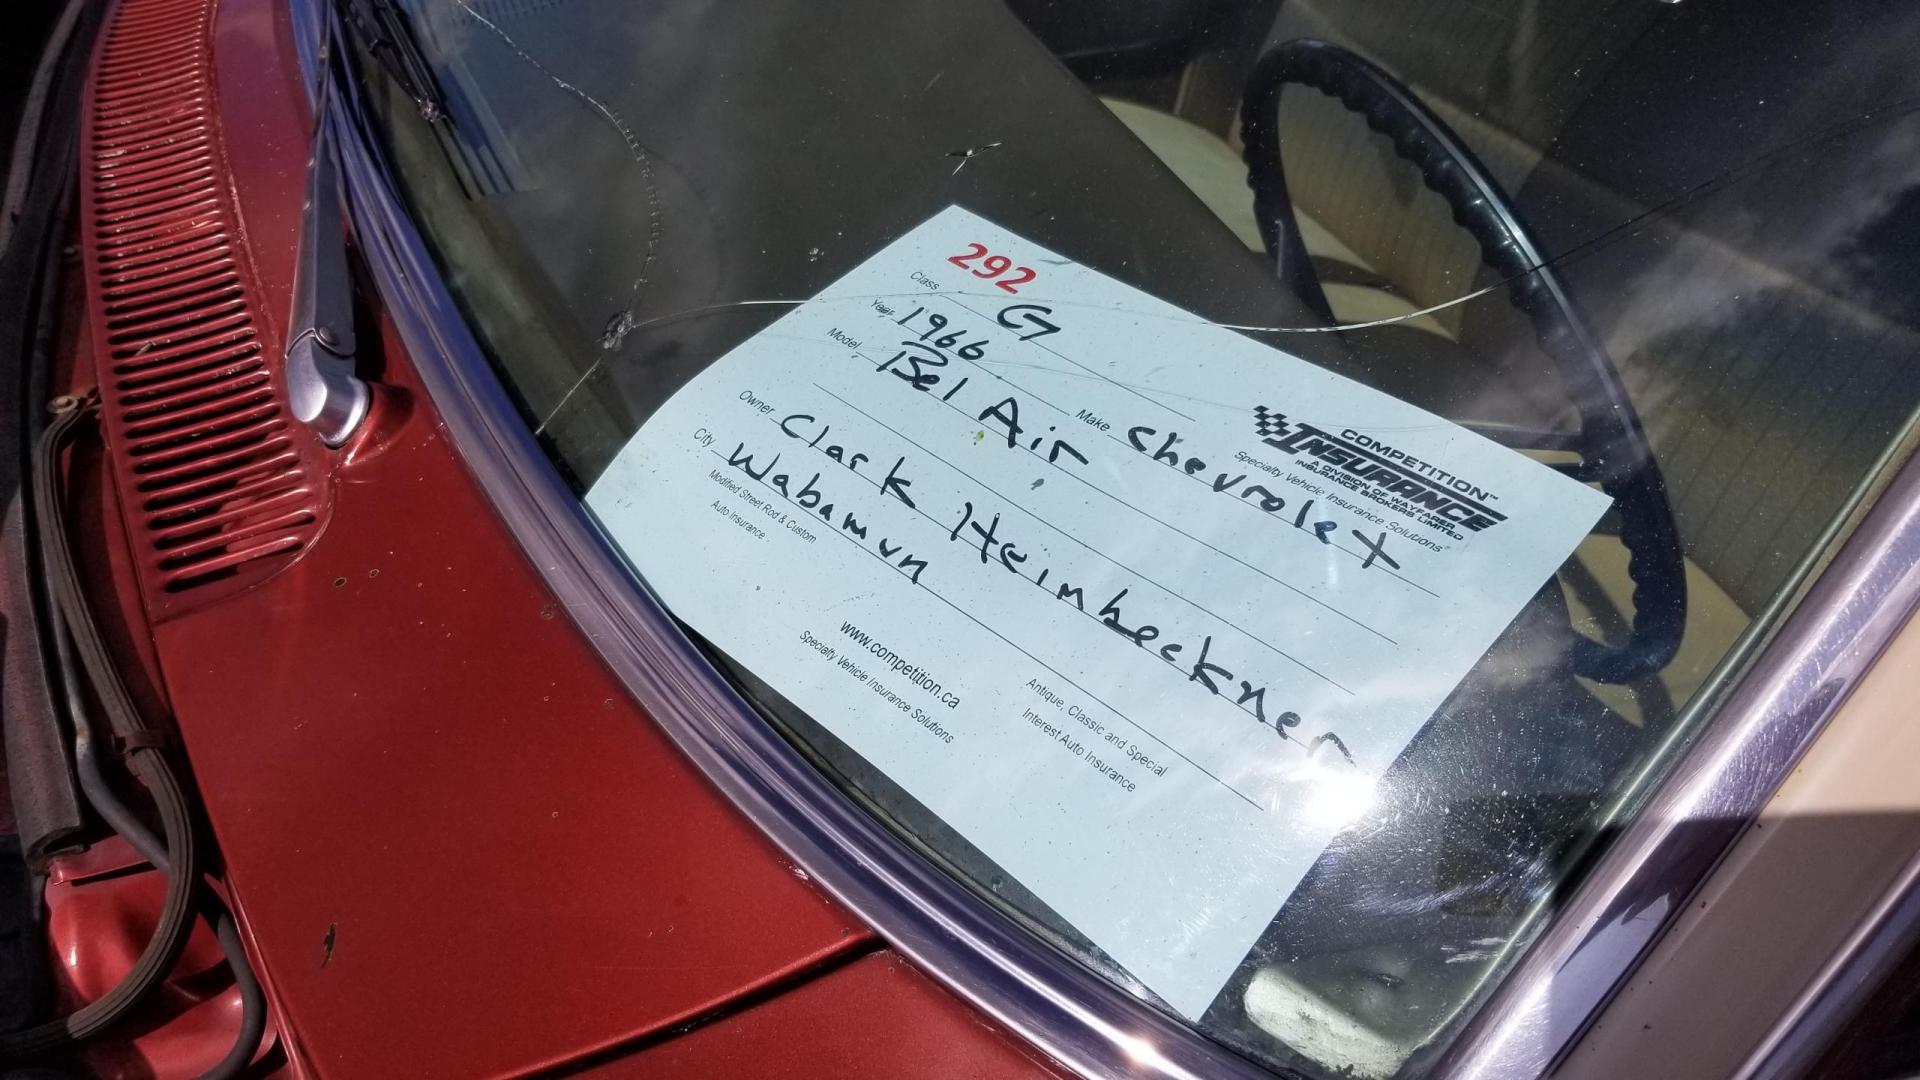 292
Class G
Year 1966 Make Chevrolet
Model Bel Air
COMPETITION™
INSURANCE
A DIVISION OF WAYFARER
INSURANCE BROKERS LIMITED
Specialty Vehicle Insurance Solutions
Owner Clark Heimbeckner
City Wabamun
Modified Street Rod & Custom
Auto Insurance
Antique, Classic and Special
Interest Auto Insurance
www.competition.ca
Specialty Vehicle Insurance Solutions